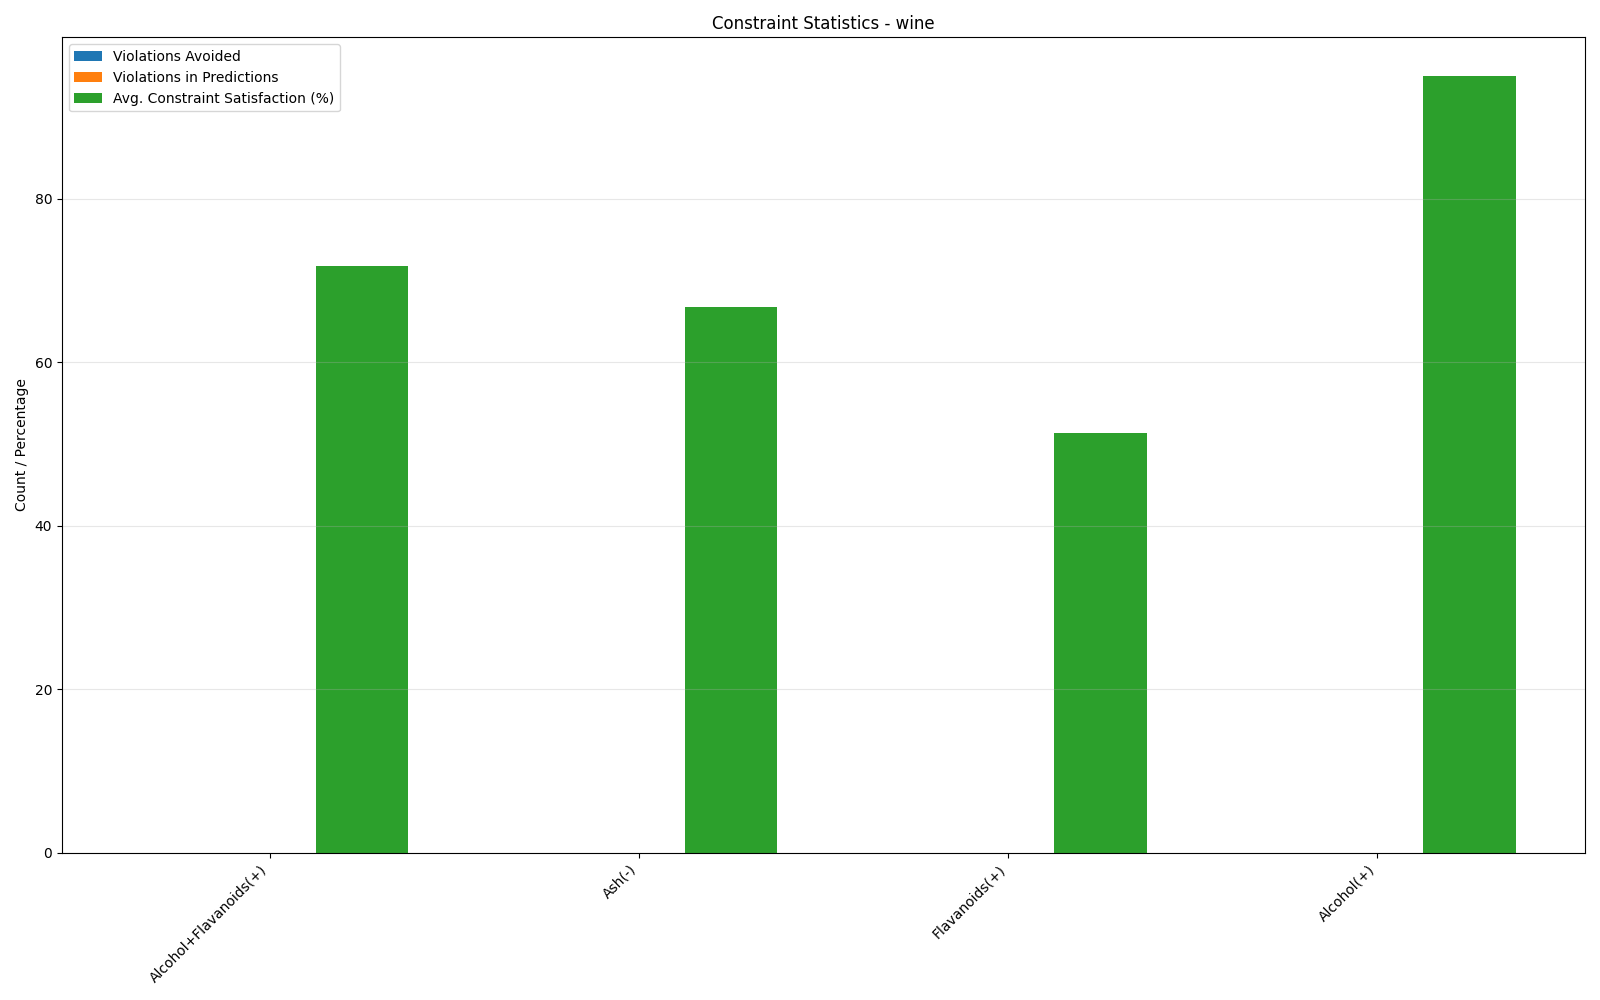 Constraint Statistics - wine
Violations Avoided
Violations in Predictions
Avg. Constraint Satisfaction (%)
Count / Percentage
80
60
40
20
0
Alcohol+Flavanoids(+)
Ash(-)
Flavanoids(+)
Alcohol(+)